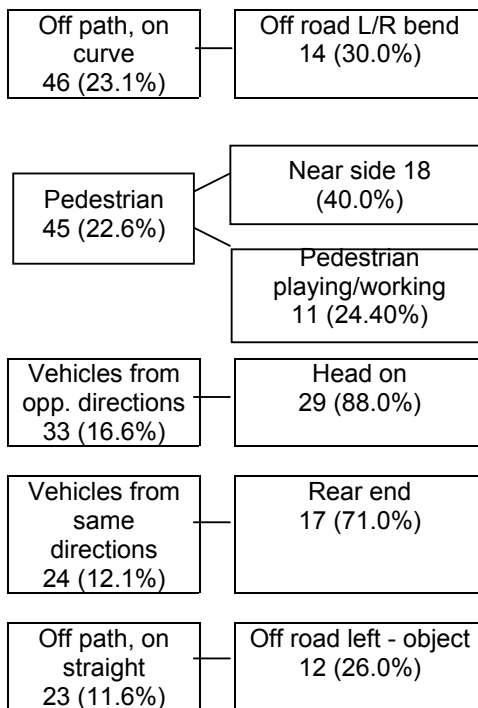 Off path, on
curve
46 (23.1%)
Off road L/R bend
14 (30.0%)
Pedestrian
45 (22.6%)
Near side 18
(40.0%)
Pedestrian
playing/working
11 (24.40%)
Vehicles from
opp. directions
33 (16.6%)
Head on
29 (88.0%)
Vehicles from
same
directions
24 (12.1%)
Rear end
17 (71.0%)
Off path, on
straight
23 (11.6%)
Off road left - object
12 (26.0%)